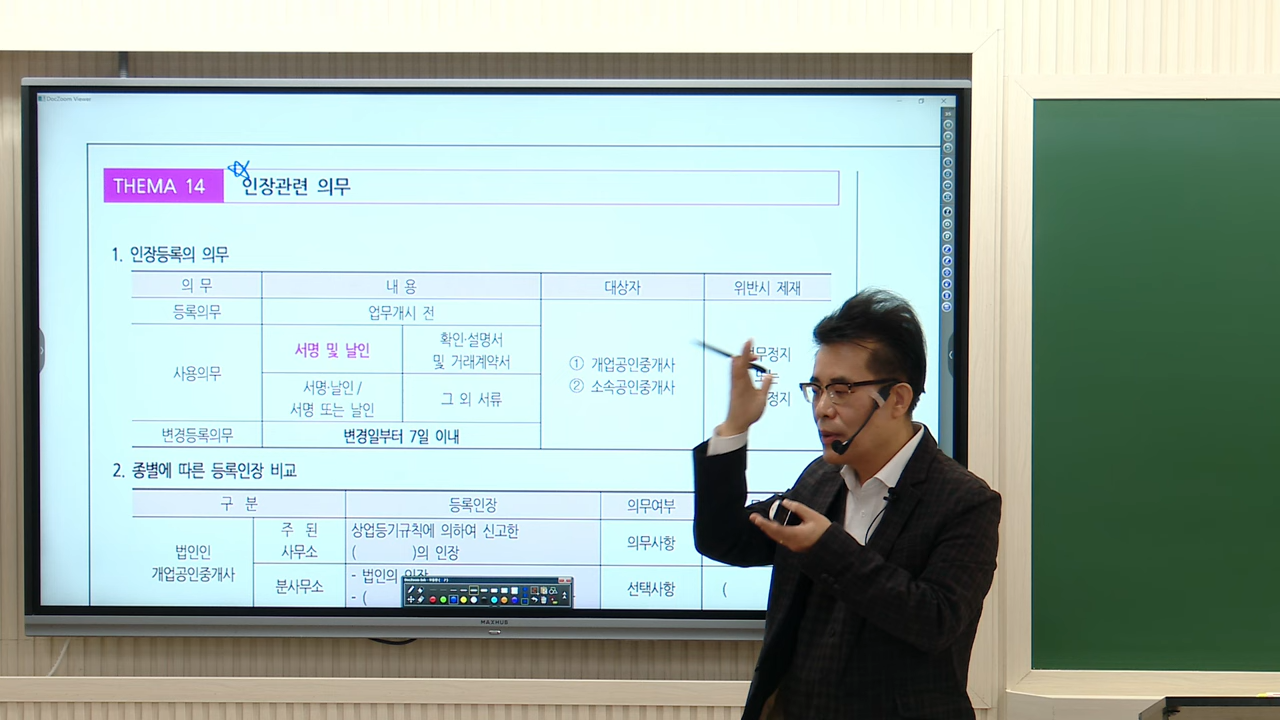 DocZoom Viewer
THEMA 14 인장관련 의무
1. 인장등록의 의무
의 무 내 용 대상자 위반시 제재
등록의무 업무개시 전
사용의무 서명 및 날인 확인·설명서
및 거래계약서
서명·날인 /
서명 또는 날인 그 외 서류
① 개업공인중개사
② 소속공인중개사
무정지
또는
정지
변경등록의무 변경일부터 7일 이내
2. 종별에 따른 등록인장 비교
구 분 등록인장 의무여부
법인인
개업공인중개사
주 된
사무소
상업등기규칙에 의하여 신고한
( )의 인장
의무사항
분사무소
- 법인의 인장
- (
선택사항 (
MAXHUB